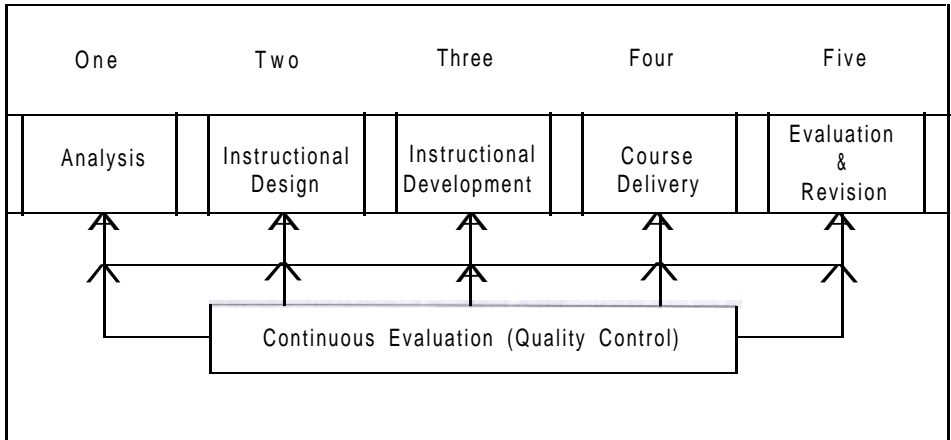 One Two Three Four Five
Analysis
Instructional
Design
Instructional
Development
Course
Delivery
Evaluation
&
Revision
Continuous Evaluation (Quality Control)